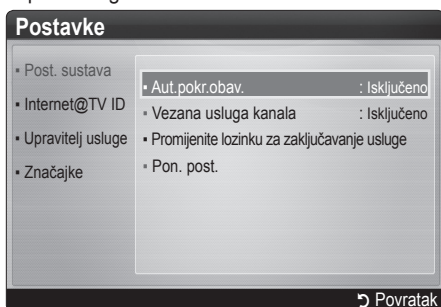 Postavke
▪ Post. sustava
▪ Internet@TV ID
▪ Upravitelj usluge
▪ Značajke
▪ Aut.pokr.obav. : Isključeno
▪ Vezana usluga kanala : Isključeno
▪ Promijenite lozinku za zaključavanje usluge
▪ Pon. post.
Povratak